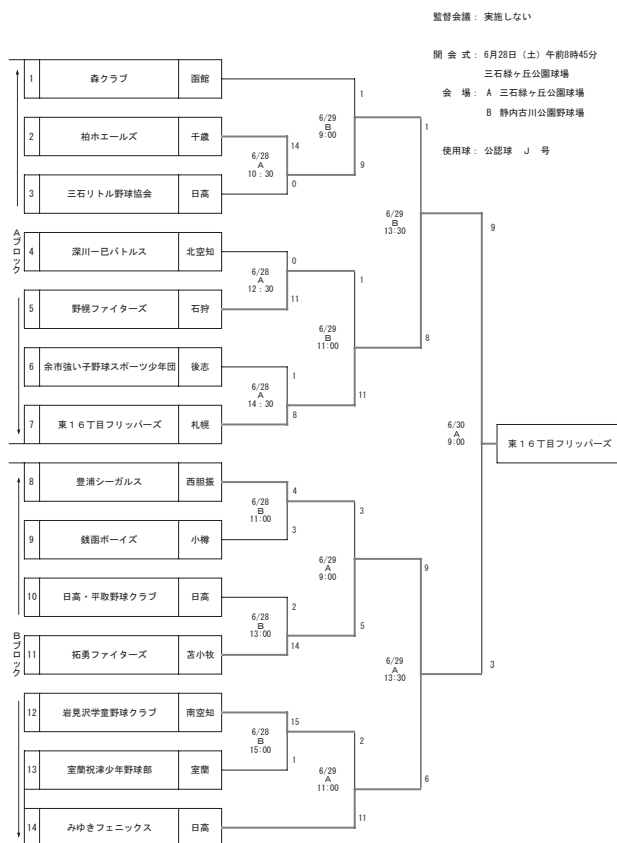 監督会議： 実施しない
開 会 式： 6月28日（土）午前8時45分
三石緑ヶ丘公園球場
会　場： A 三石緑ヶ丘公園球場
B 静内古川公園野球場
使用球： 公認球　J　号
Aブロック
1 森クラブ 函館
2 柏ホエールズ 千歳
3 三石リトル野球協会 日高
4 深川一已バトルス 北空知
5 野幌ファイターズ 石狩
6 余市強い子野球スポーツ少年団 後志
7 東１６丁目フリッパーズ 札幌
Bブロック
8 豊浦シーガルス 西胆振
9 銭函ボーイズ 小樽
10 日高・平取野球クラブ 日高
11 拓勇ファイターズ 苫小牧
12 岩見沢学童野球クラブ 南空知
13 室蘭祝津少年野球部 室蘭
14 みゆきフェニックス 日高
6/28
A
10：30
14
0
6/28
A
12：30
0
11
6/28
A
14：30
1
8
6/28
B
11:00
4
3
6/28
B
13:00
2
14
6/28
B
15:00
15
1
6/29
B
9:00
1
9
6/29
B
11:00
1
11
6/29
A
9:00
3
5
6/29
A
11:00
2
11
6/29
B
13:30
1
8
6/29
A
13:30
9
6
6/30
A
9:00
9
3
東１６丁目フリッパーズ